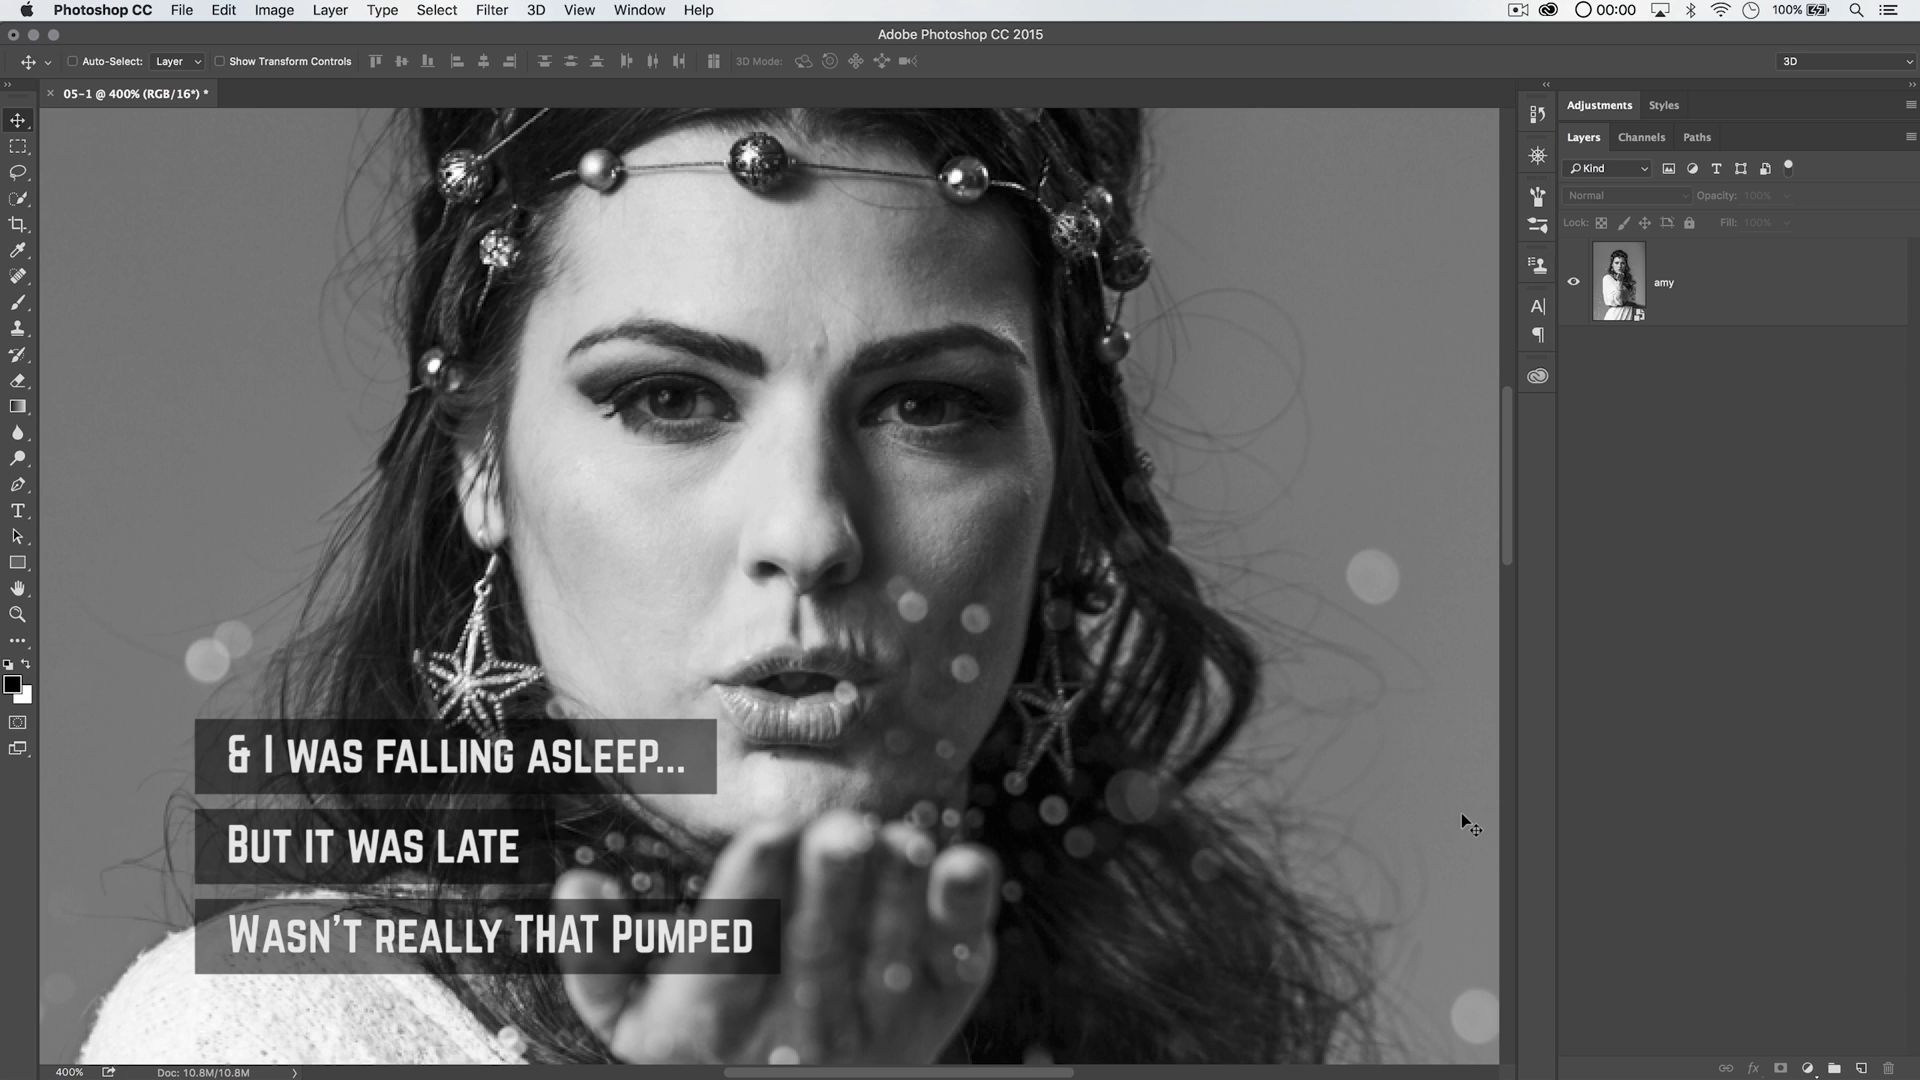 Photoshop CC File Edit Image Layer Type Select Filter 3D View Window Help 00:00 100%
Adobe Photoshop CC 2015
Auto-Select: Layer Show Transform Controls 3D Mode: 3D
05-1 @ 400% (RGB/16*) *
Adjustments Styles
Layers Channels Paths
Kind
Normal Opacity: 100%
Lock: Fill: 100%
amy
& I was falling asleep...
But it was late
Wasn't really THAT Pumped
400% Doc: 10.8M/10.8M